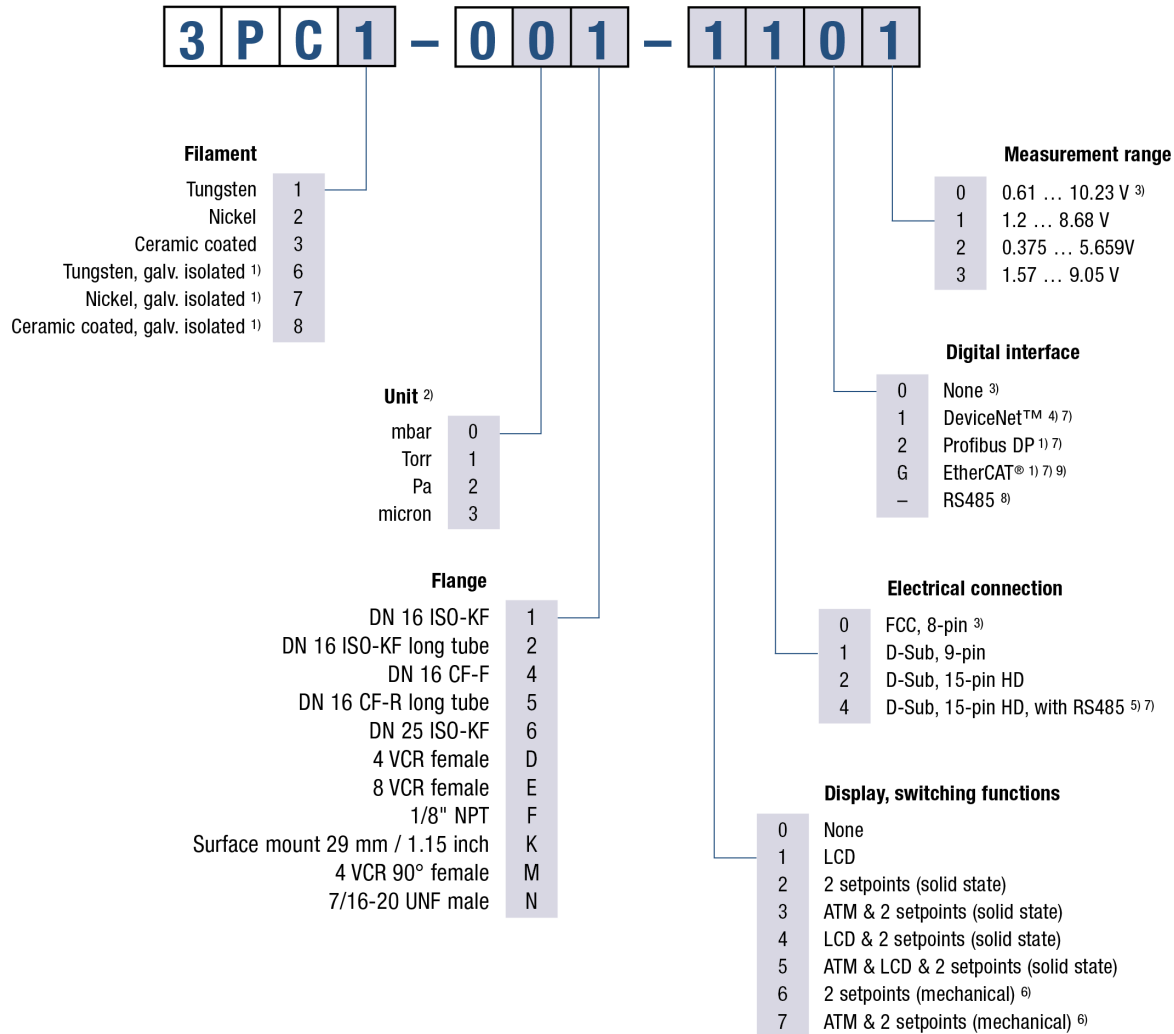 3PC1 – 001 – 1101
Filament
Tungsten 1
Nickel 2
Ceramic coated 3
Tungsten, galv. isolated 1) 6
Nickel, galv. isolated 1) 7
Ceramic coated, galv. isolated 1) 8
Unit 2)
mbar 0
Torr 1
Pa 2
micron 3
Flange
DN 16 ISO-KF 1
DN 16 ISO-KF long tube 2
DN 16 CF-F 4
DN 16 CF-R long tube 5
DN 25 ISO-KF 6
4 VCR female D
8 VCR female E
1/8" NPT F
Surface mount 29 mm / 1.15 inch K
4 VCR 90° female M
7/16-20 UNF male N
Measurement range
0 0.61 … 10.23 V 3)
1 1.2 … 8.68 V
2 0.375 … 5.659V
3 1.57 … 9.05 V
Digital interface
0 None 3)
1 DeviceNet™ 4) 7)
2 Profibus DP 1) 7)
G EtherCAT® 1) 7) 9)
– RS485 8)
Electrical connection
0 FCC, 8-pin 3)
1 D-Sub, 9-pin
2 D-Sub, 15-pin HD
4 D-Sub, 15-pin HD, with RS485 5) 7)
Display, switching functions
0 None
1 LCD
2 2 setpoints (solid state)
3 ATM & 2 setpoints (solid state)
4 LCD & 2 setpoints (solid state)
5 ATM & LCD & 2 setpoints (solid state)
6 2 setpoints (mechanical) 6)
7 ATM & 2 setpoints (mechanical) 6)